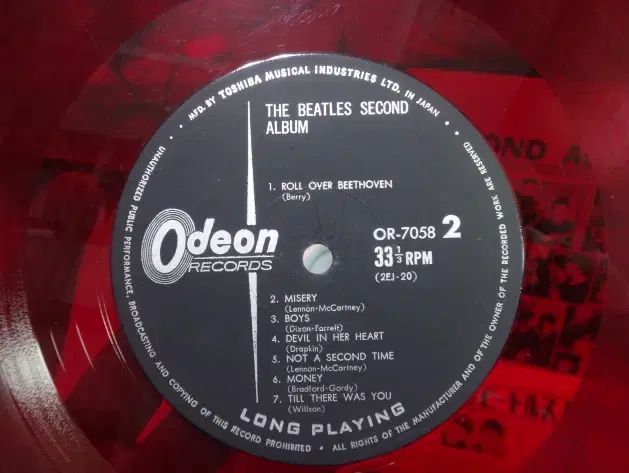 • MFD. BY TOSHIBA MUSICAL INDUSTRIES LTD. IN JAPAN •
THE BEATLES SECOND
ALBUM
1. ROLL OVER BEETHOVEN
(Berry)
Odeon
RECORDS
OR-7058 2
33 1/3 RPM
(2EJ-20)
2. MISERY
(Lennon-McCartney)
3. BOYS
(Dixon-Farrell)
4. DEVIL IN HER HEART
(Drapkin)
5. NOT A SECOND TIME
(Lennon-McCartney)
6. MONEY
(Bradford-Gordy)
7. TILL THERE WAS YOU
(Willson)
LONG PLAYING
UNAUTHORIZED PUBLIC PERFORMANCE, BROADCASTING AND COPYING OF THIS RECORD PROHIBITED • ALL RIGHTS OF THE MANUFACTURER AND OF THE OWNER OF THE RECORDED WORK ARE RESERVED